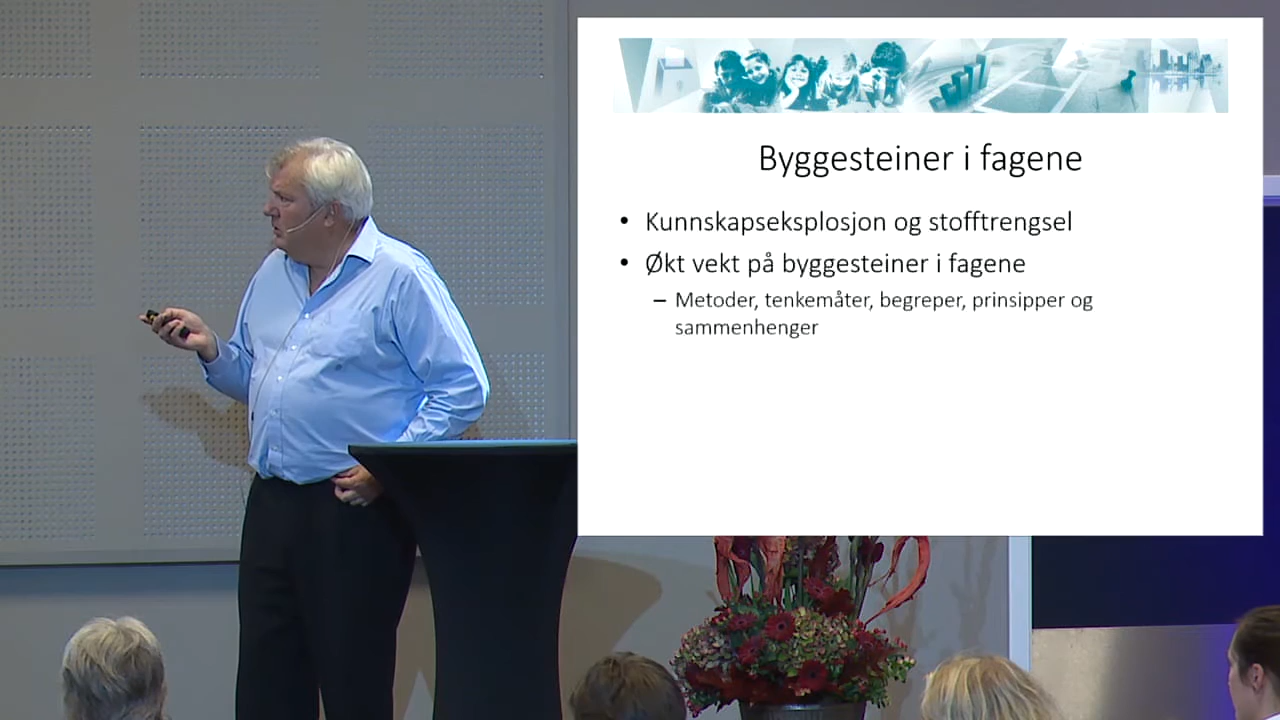 Byggesteiner i fagene
• Kunnskapseksplosjon og stofftrengsel
• Økt vekt på byggesteiner i fagene
– Metoder, tenkemåter, begreper, prinsipper og
sammenhenger